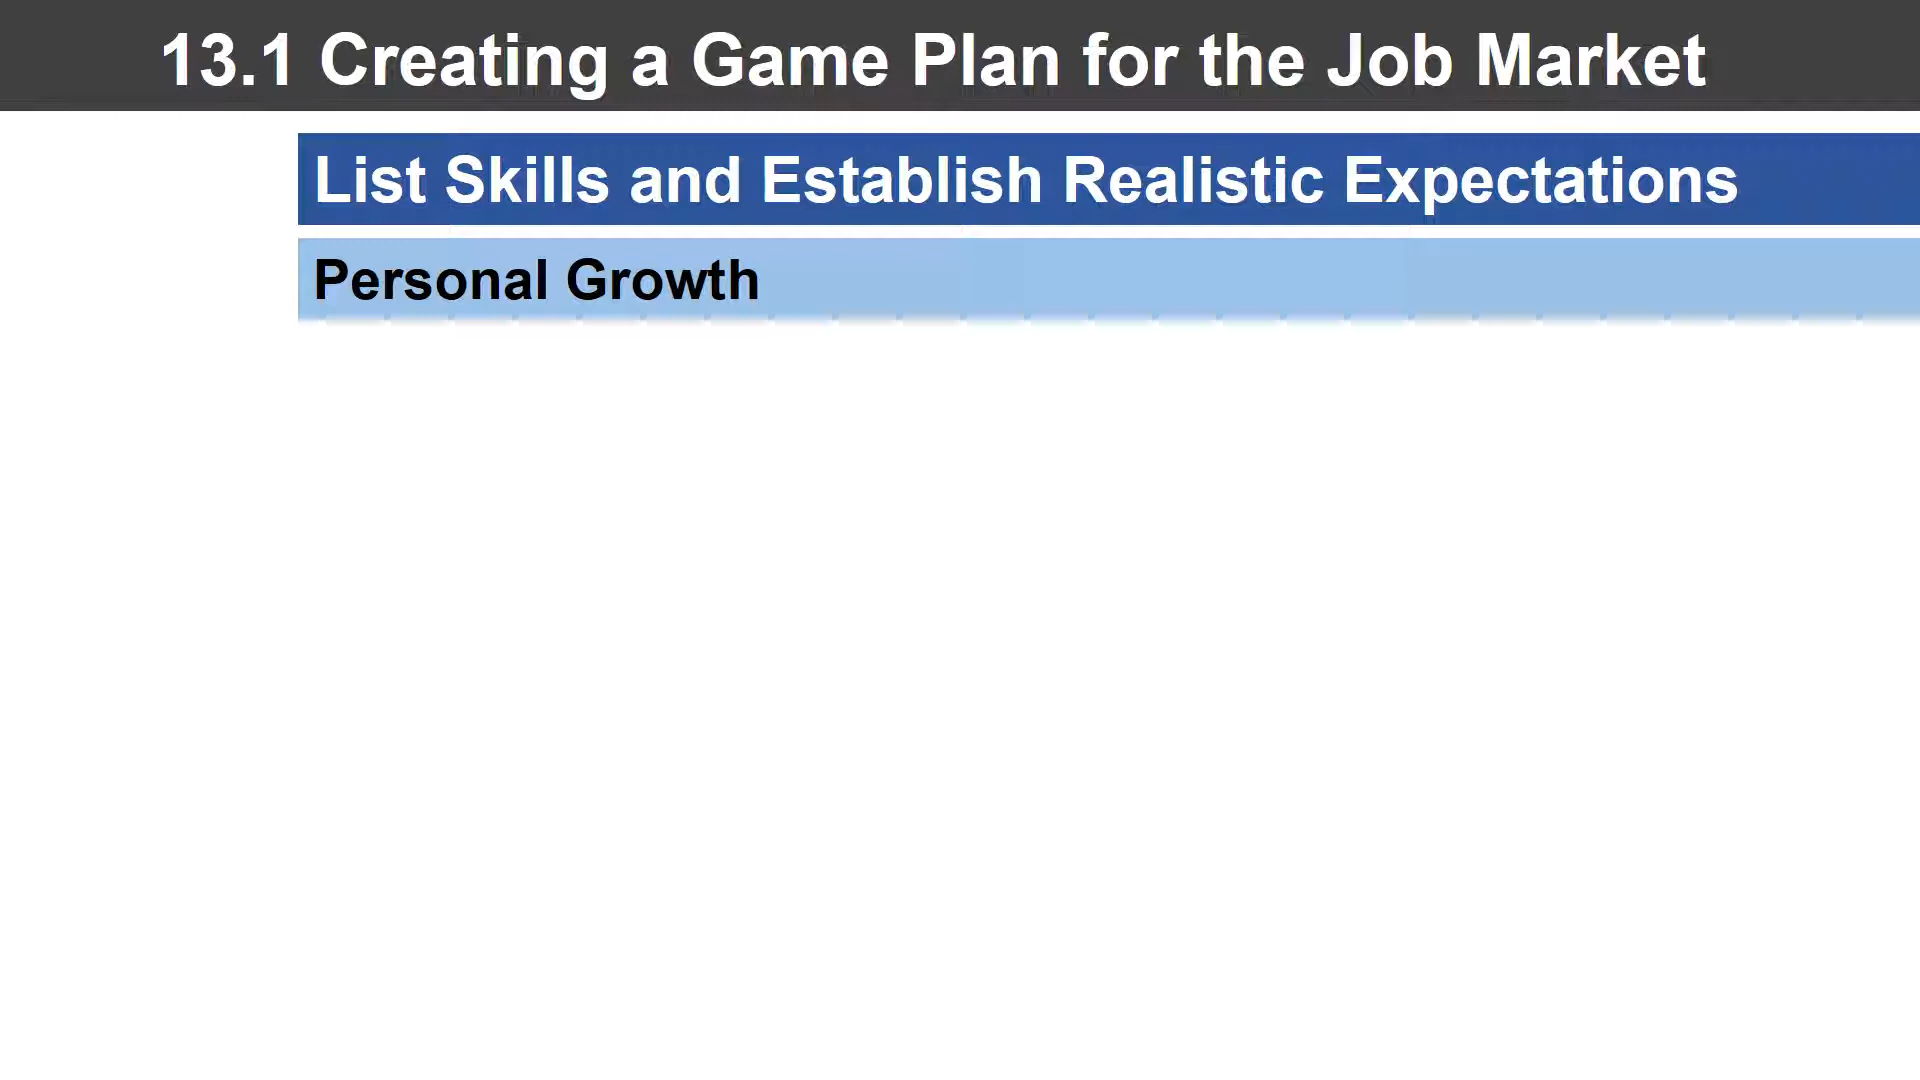 13.1 Creating a Game Plan for the Job Market
List Skills and Establish Realistic Expectations
Personal Growth